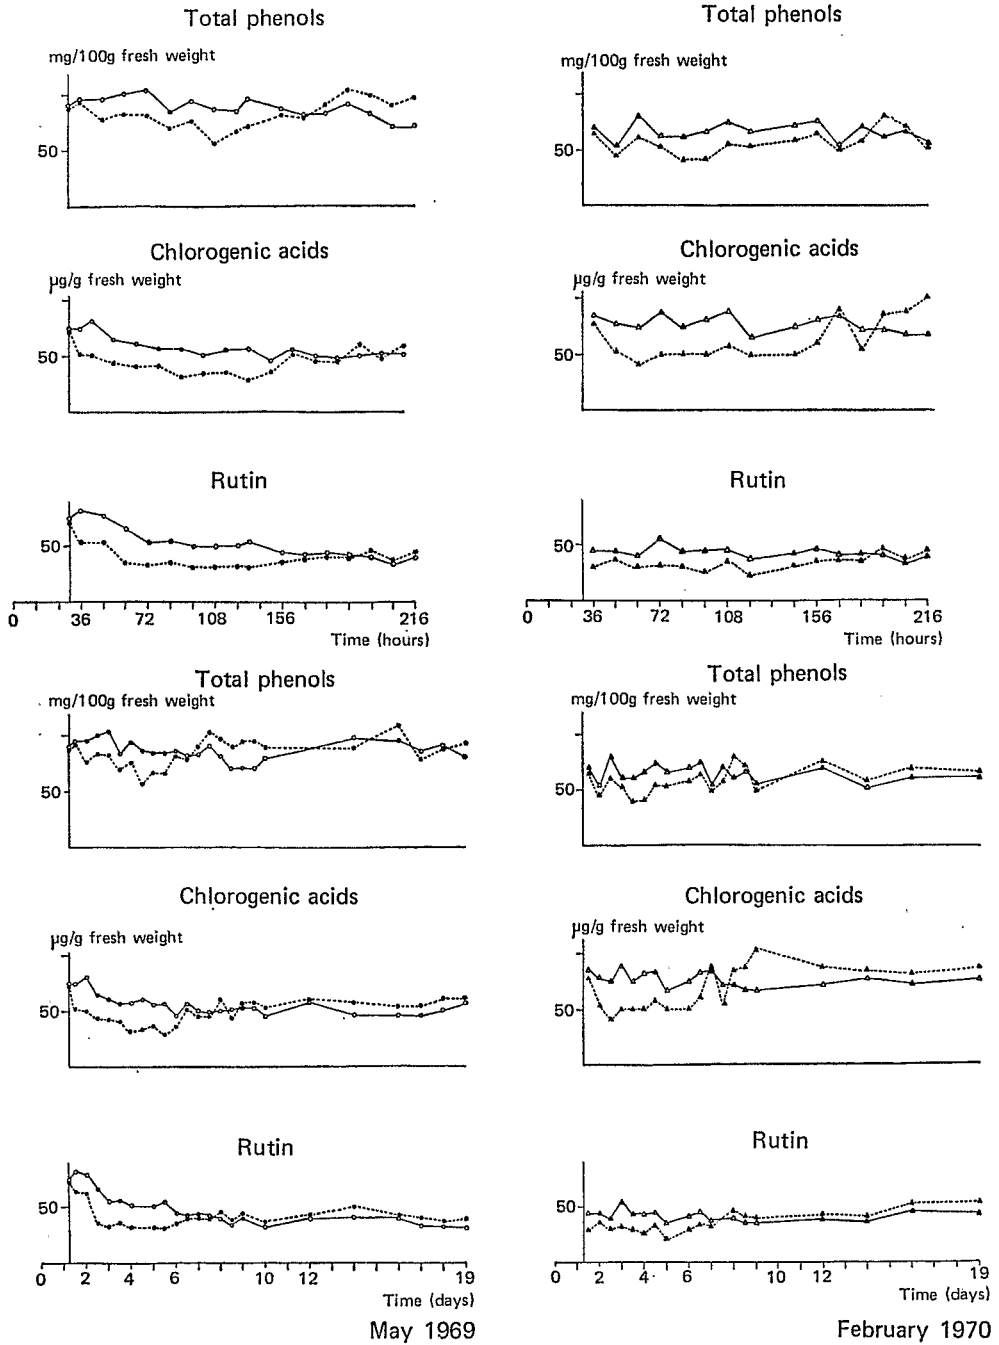 Total phenols
mg/100g fresh weight
50
Chlorogenic acids
µg/g fresh weight
50
Rutin
50
0 36 72 108 156 216
Time (hours)
Total phenols
mg/100g fresh weight
50
Chlorogenic acids
µg/g fresh weight
50
Rutin
50
0 36 72 108 156 216
Time (hours)
Total phenols
mg/100g fresh weight
50
Chlorogenic acids
µg/g fresh weight
50
Rutin
50
0 2 4 6 10 12 19
Time (days)
May 1969
Total phenols
mg/100g fresh weight
50
Chlorogenic acids
µg/g fresh weight
50
Rutin
50
0 2 4 6 10 12 19
Time (days)
February 1970